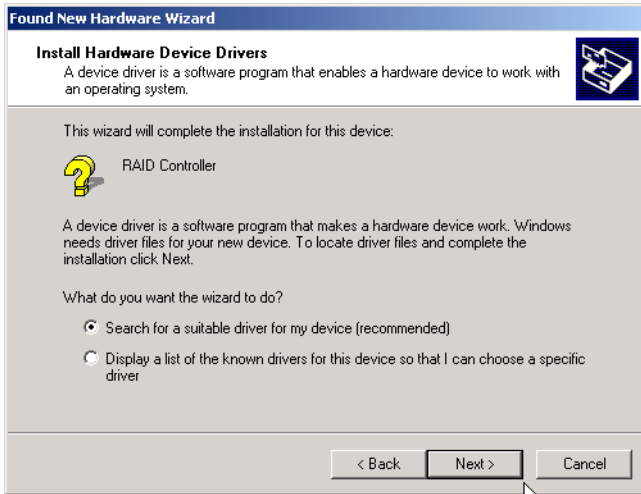 Found New Hardware Wizard
Install Hardware Device Drivers
A device driver is a software program that enables a hardware device to work with
an operating system.
This wizard will complete the installation for this device:
RAID Controller
A device driver is a software program that makes a hardware device work. Windows
needs driver files for your new device. To locate driver files and complete the
installation click Next.
What do you want the wizard to do?
Search for a suitable driver for my device (recommended)
Display a list of the known drivers for this device so that I can choose a specific
driver
< Back
Next >
Cancel